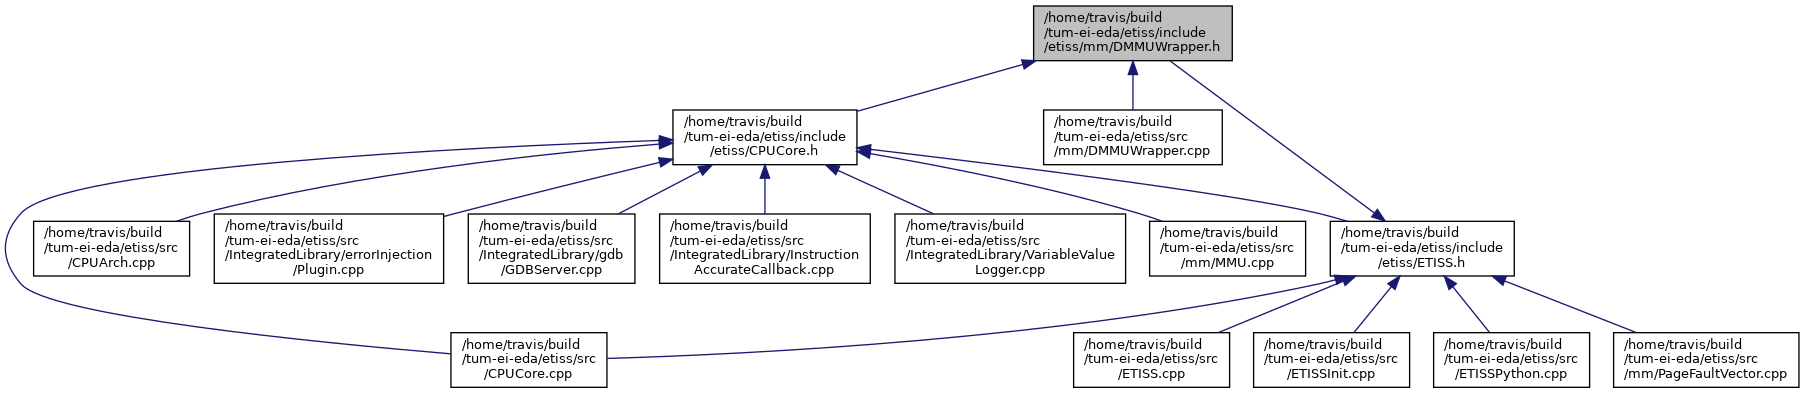 /home/travis/build
/tum-ei-eda/etiss/include
/etiss/mm/DMMUWrapper.h
/home/travis/build
/tum-ei-eda/etiss/include
/etiss/CPUCore.h
/home/travis/build
/tum-ei-eda/etiss/src
/mm/DMMUWrapper.cpp
/home/travis/build
/tum-ei-eda/etiss/src
/CPUArch.cpp
/home/travis/build
/tum-ei-eda/etiss/src
/IntegratedLibrary/errorInjection
/Plugin.cpp
/home/travis/build
/tum-ei-eda/etiss/src
/IntegratedLibrary/gdb
/GDBServer.cpp
/home/travis/build
/tum-ei-eda/etiss/src
/IntegratedLibrary/Instruction
AccurateCallback.cpp
/home/travis/build
/tum-ei-eda/etiss/src
/IntegratedLibrary/VariableValue
Logger.cpp
/home/travis/build
/tum-ei-eda/etiss/src
/mm/MMU.cpp
/home/travis/build
/tum-ei-eda/etiss/include
/etiss/ETISS.h
/home/travis/build
/tum-ei-eda/etiss/src
/CPUCore.cpp
/home/travis/build
/tum-ei-eda/etiss/src
/ETISS.cpp
/home/travis/build
/tum-ei-eda/etiss/src
/ETISSInit.cpp
/home/travis/build
/tum-ei-eda/etiss/src
/ETISSPython.cpp
/home/travis/build
/tum-ei-eda/etiss/src
/mm/PageFaultVector.cpp